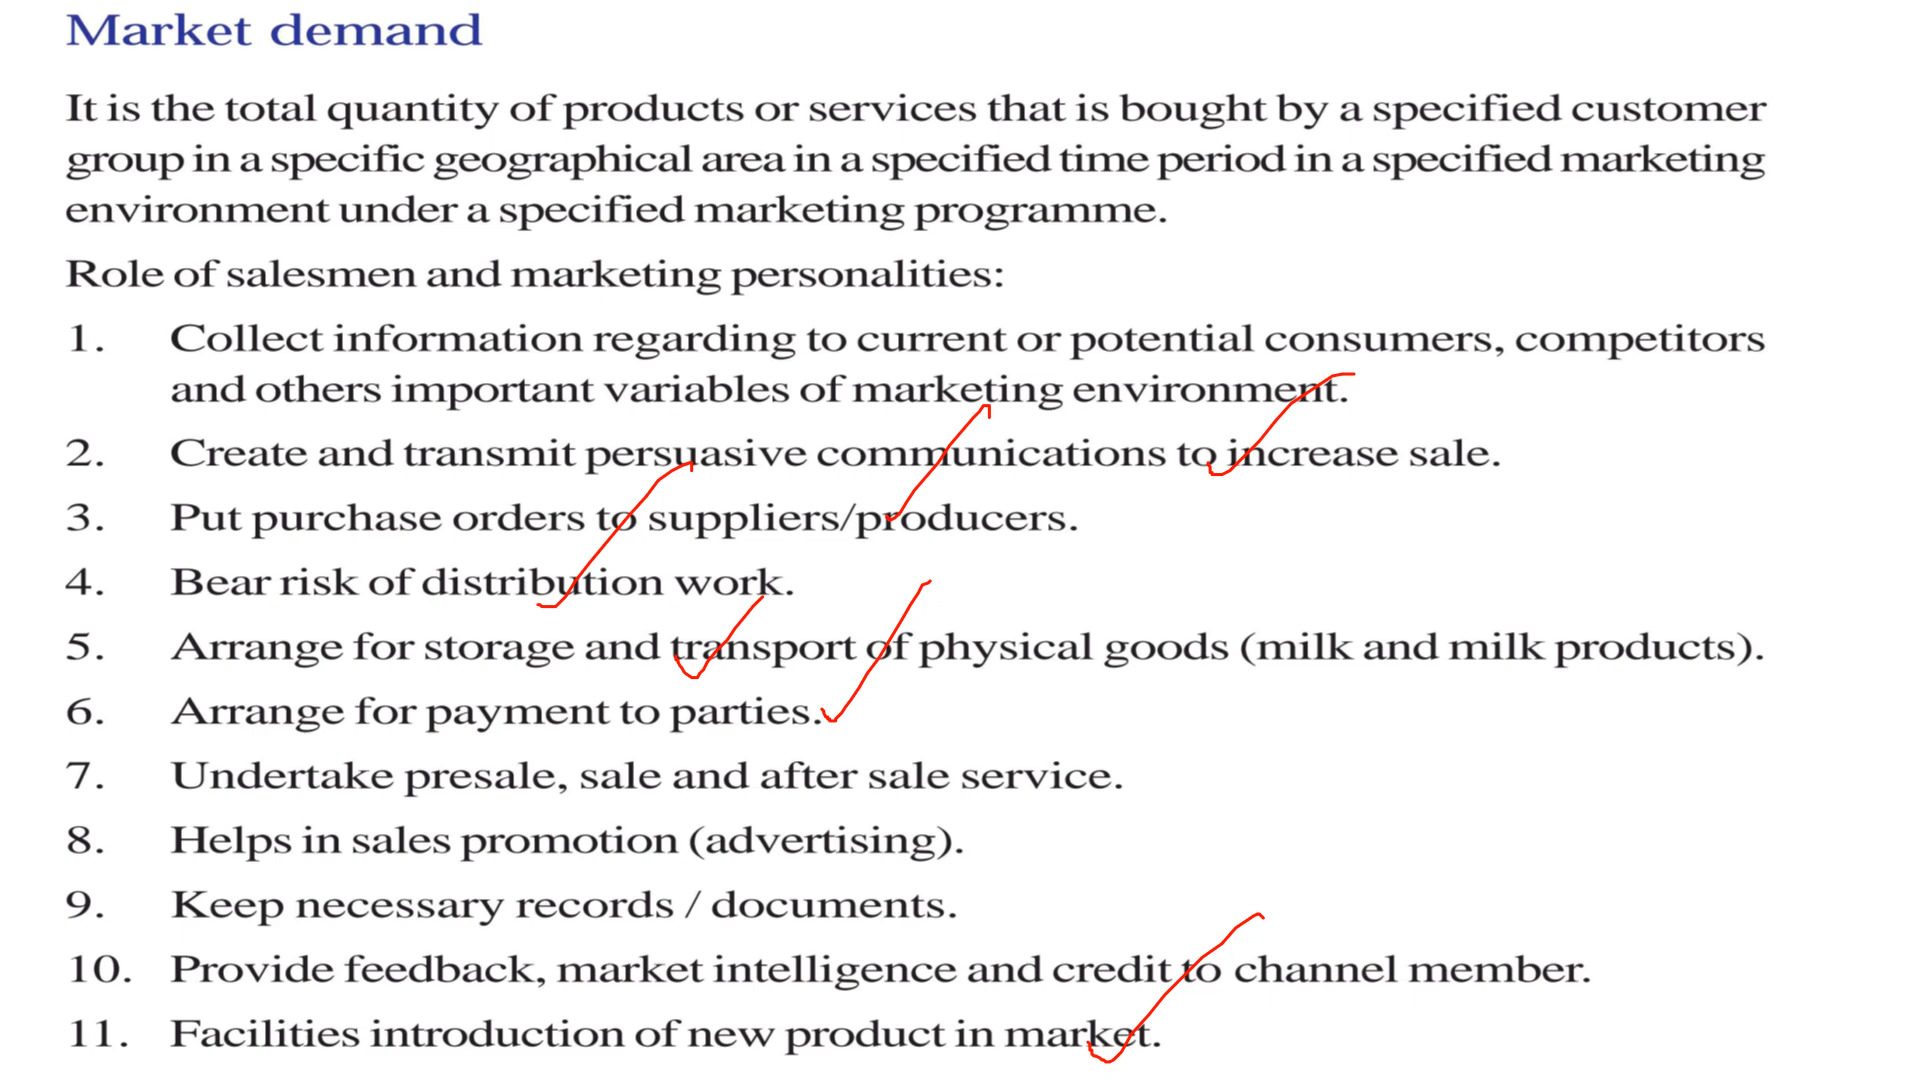 Market demand
It is the total quantity of products or services that is bought by a specified customer
group in a specific geographical area in a specified time period in a specified marketing
environment under a specified marketing programme.
Role of salesmen and marketing personalities:
1. Collect information regarding to current or potential consumers, competitors
and others important variables of marketing environment.
2. Create and transmit persuasive communications to increase sale.
3. Put purchase orders to suppliers/producers.
4. Bear risk of distribution work.
5. Arrange for storage and transport of physical goods (milk and milk products).
6. Arrange for payment to parties.
7. Undertake presale, sale and after sale service.
8. Helps in sales promotion (advertising).
9. Keep necessary records / documents.
10. Provide feedback, market intelligence and credit to channel member.
11. Facilities introduction of new product in market.